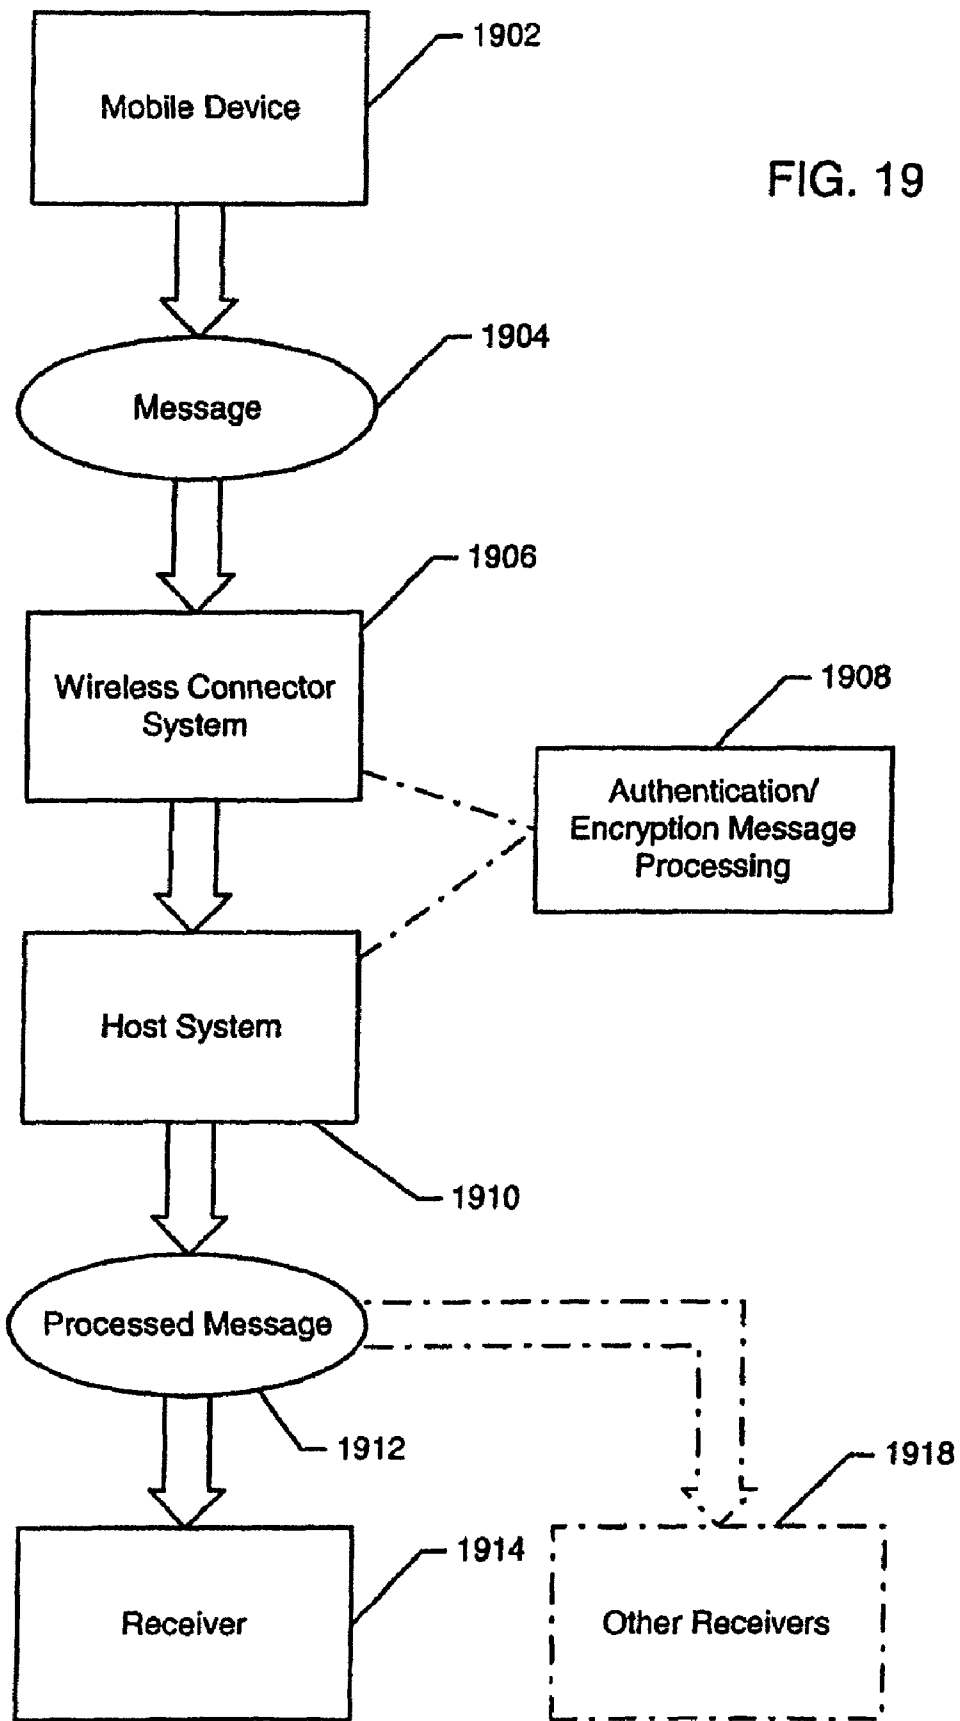 1902
Mobile Device
FIG. 19
1904
Message
1906
Wireless Connector
System
1908
Authentication/
Encryption Message
Processing
Host System
1910
Processed Message
1912
1918
1914
Receiver
Other Receivers